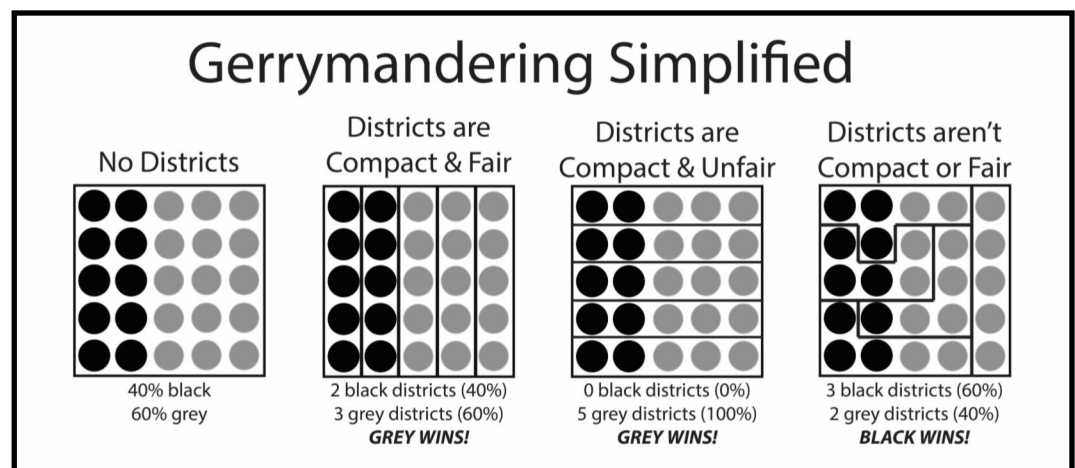 Gerrymandering Simplified
No Districts
40% black
60% grey
Districts are
Compact & Fair
2 black districts (40%)
3 grey districts (60%)
GREY WINS!
Districts are
Compact & Unfair
0 black districts (0%)
5 grey districts (100%)
GREY WINS!
Districts aren't
Compact or Fair
3 black districts (60%)
2 grey districts (40%)
BLACK WINS!